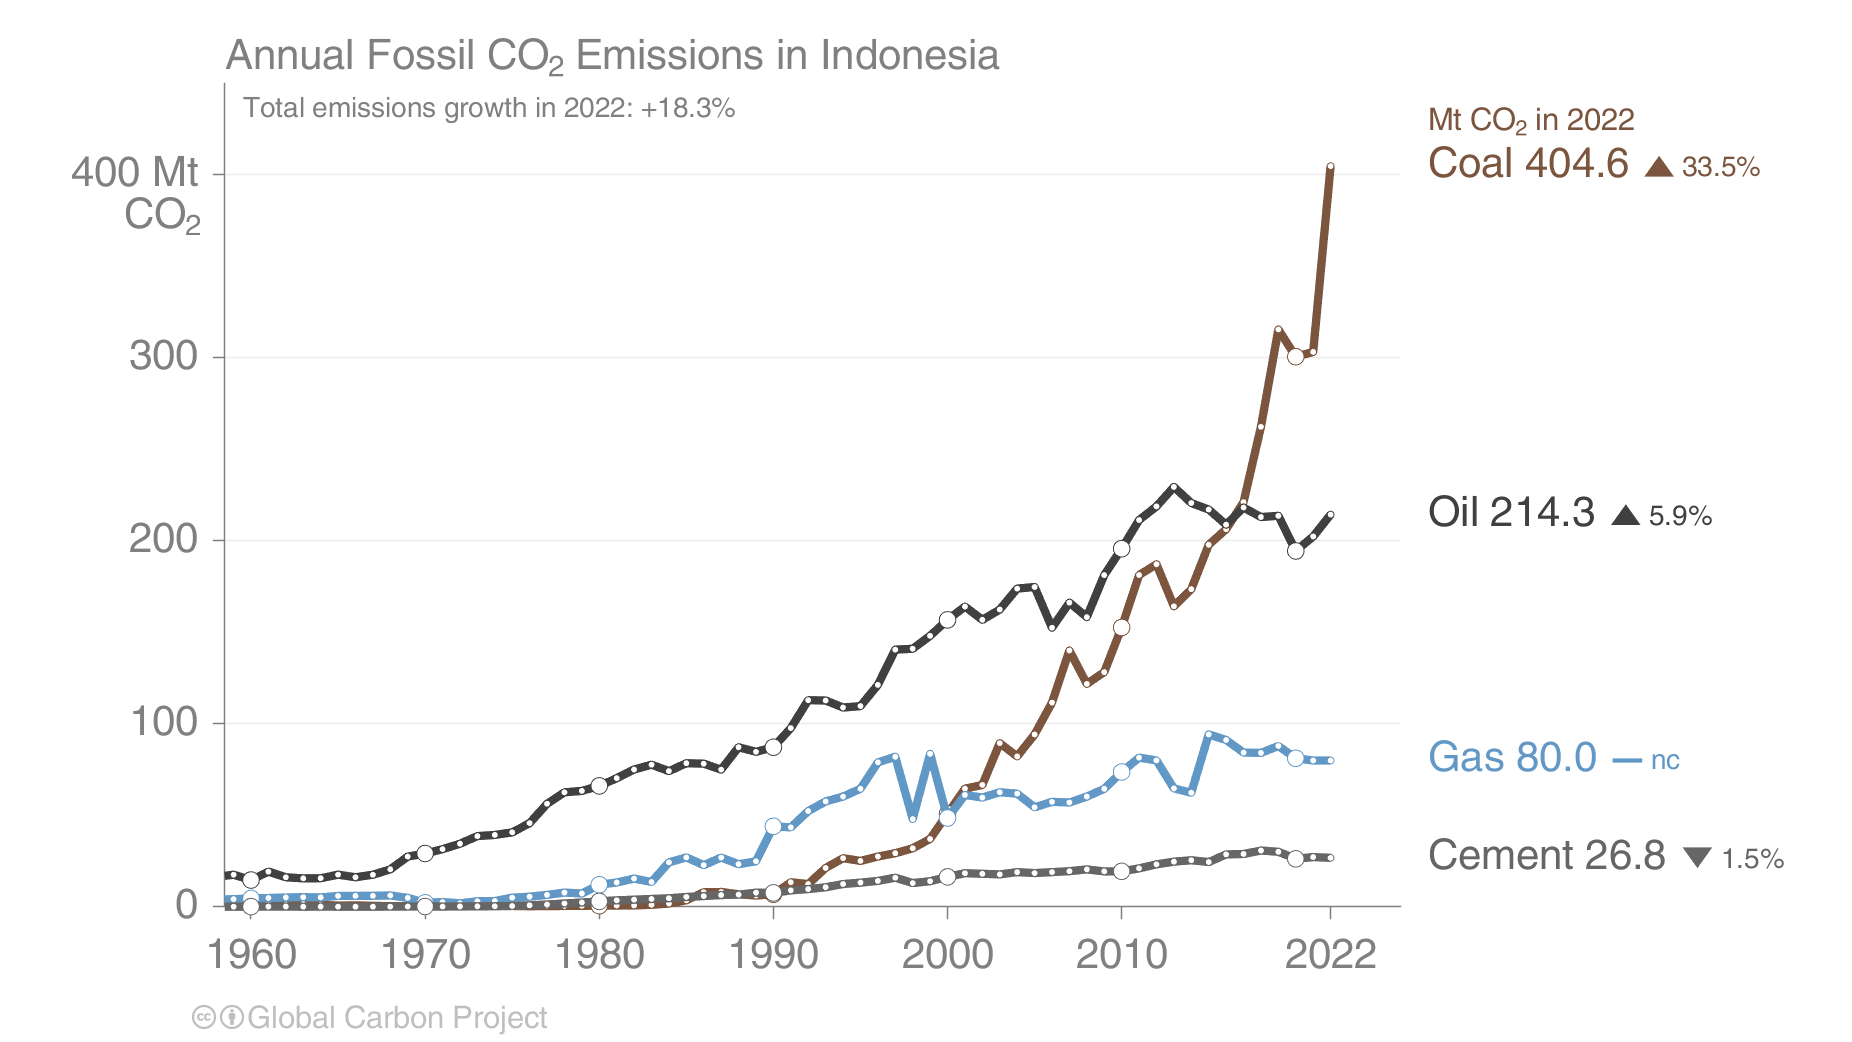 Annual Fossil CO₂ Emissions in Indonesia
Total emissions growth in 2022: +18.3%
Mt CO₂ in 2022
Coal 404.6 ▲ 33.5%
Oil 214.3 ▲ 5.9%
Gas 80.0 — nc
Cement 26.8 ▼ 1.5%
400 Mt
CO₂
300
200
100
0
1960 1970 1980 1990 2000 2010 2022
cc Global Carbon Project